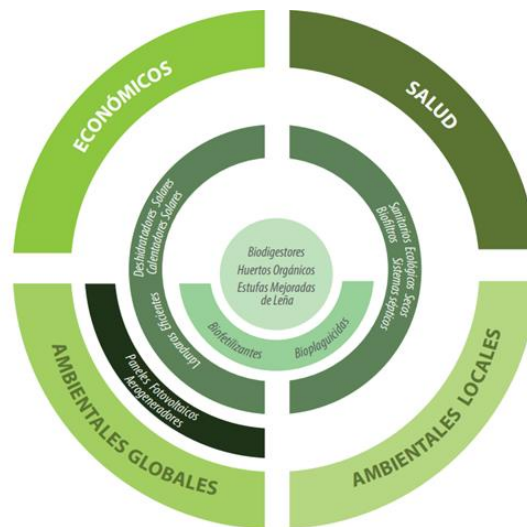 ECONÓMICOS
SALUD
Deshidratadores Solares
Calentadores Solares
Lámparas Eficientes
Sanitarios Ecológicos Secos
Biofiltros Sistemas sépticos
Biodigestores
Huertos Orgánicos
Estufas Mejoradas
de Leña
Biofetilizantes
Bioplaguicidas
Paneles Fotovoltaicos
Aerogeneradores
AMBIENTALES GLOBALES
AMBIENTALES LOCALES